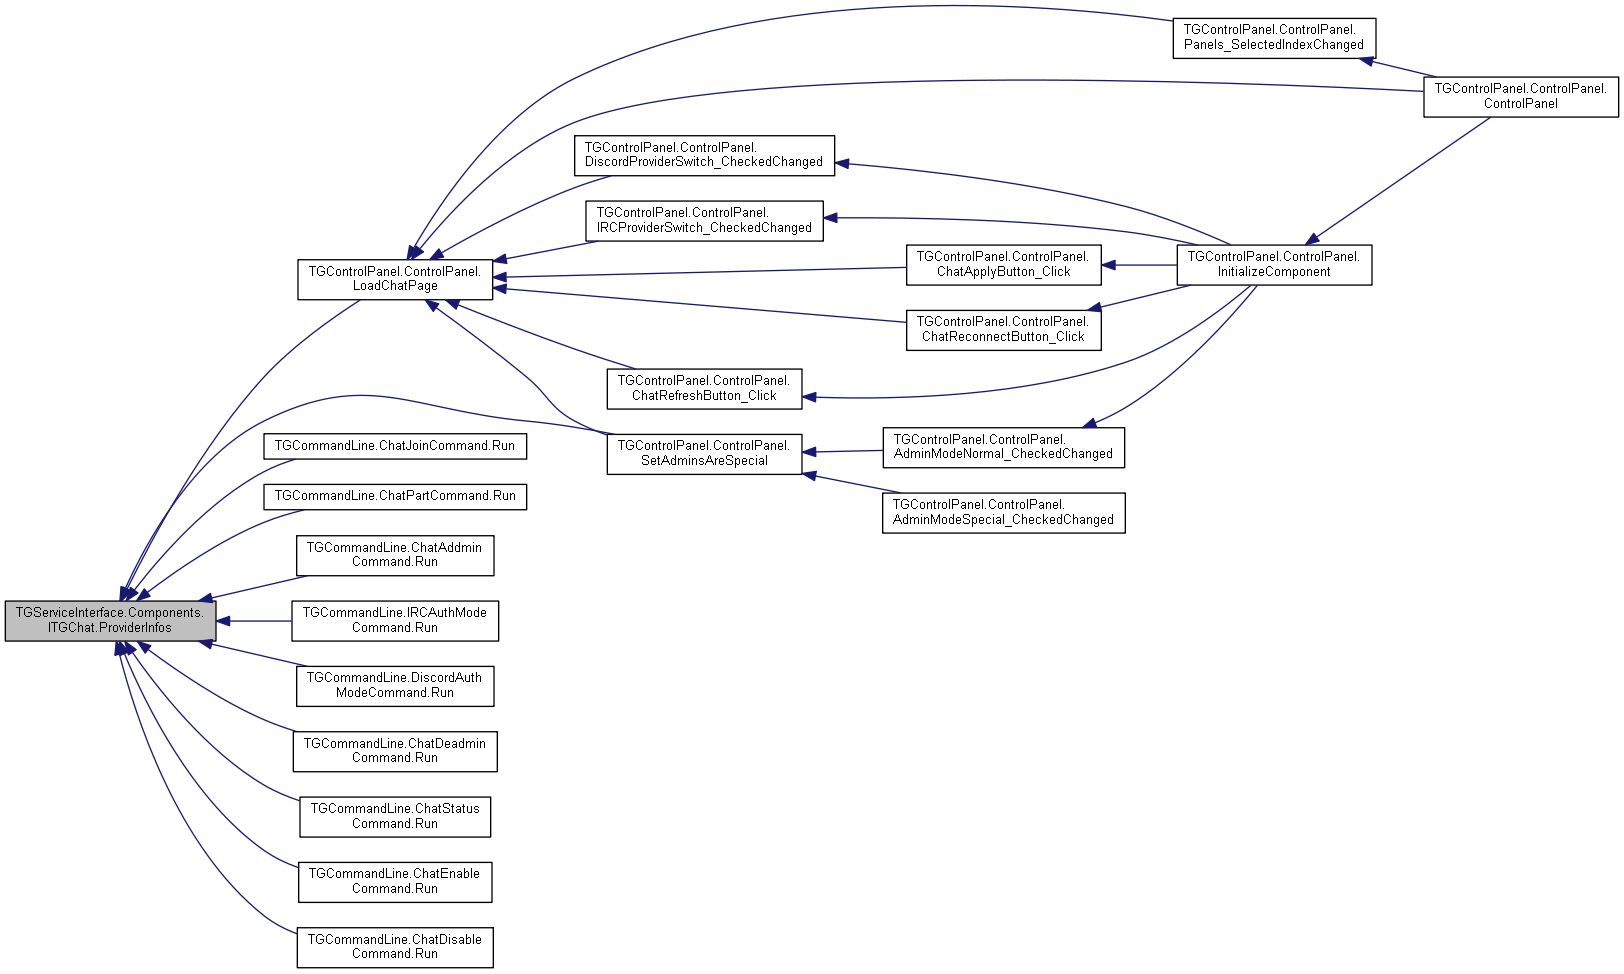 TGControlPanel.ControlPanel.
Panels_SelectedIndexChanged
TGControlPanel.ControlPanel.
ControlPanel
TGControlPanel.ControlPanel.
DiscordProviderSwitch_CheckedChanged
TGControlPanel.ControlPanel.
IRCProviderSwitch_CheckedChanged
TGControlPanel.ControlPanel.
ChatApplyButton_Click
TGControlPanel.ControlPanel.
InitializeComponent
TGControlPanel.ControlPanel.
LoadChatPage
TGControlPanel.ControlPanel.
ChatReconnectButton_Click
TGControlPanel.ControlPanel.
ChatRefreshButton_Click
TGControlPanel.ControlPanel.
SetAdminsAreSpecial
TGControlPanel.ControlPanel.
AdminModeNormal_CheckedChanged
TGControlPanel.ControlPanel.
AdminModeSpecial_CheckedChanged
TGCommandLine.ChatJoinCommand.Run
TGCommandLine.ChatPartCommand.Run
TGCommandLine.ChatAddmin
Command.Run
TGServiceInterface.Components.
ITGChat.ProviderInfos
TGCommandLine.IRCAuthMode
Command.Run
TGCommandLine.DiscordAuth
ModeCommand.Run
TGCommandLine.ChatDeadmin
Command.Run
TGCommandLine.ChatStatus
Command.Run
TGCommandLine.ChatEnable
Command.Run
TGCommandLine.ChatDisable
Command.Run